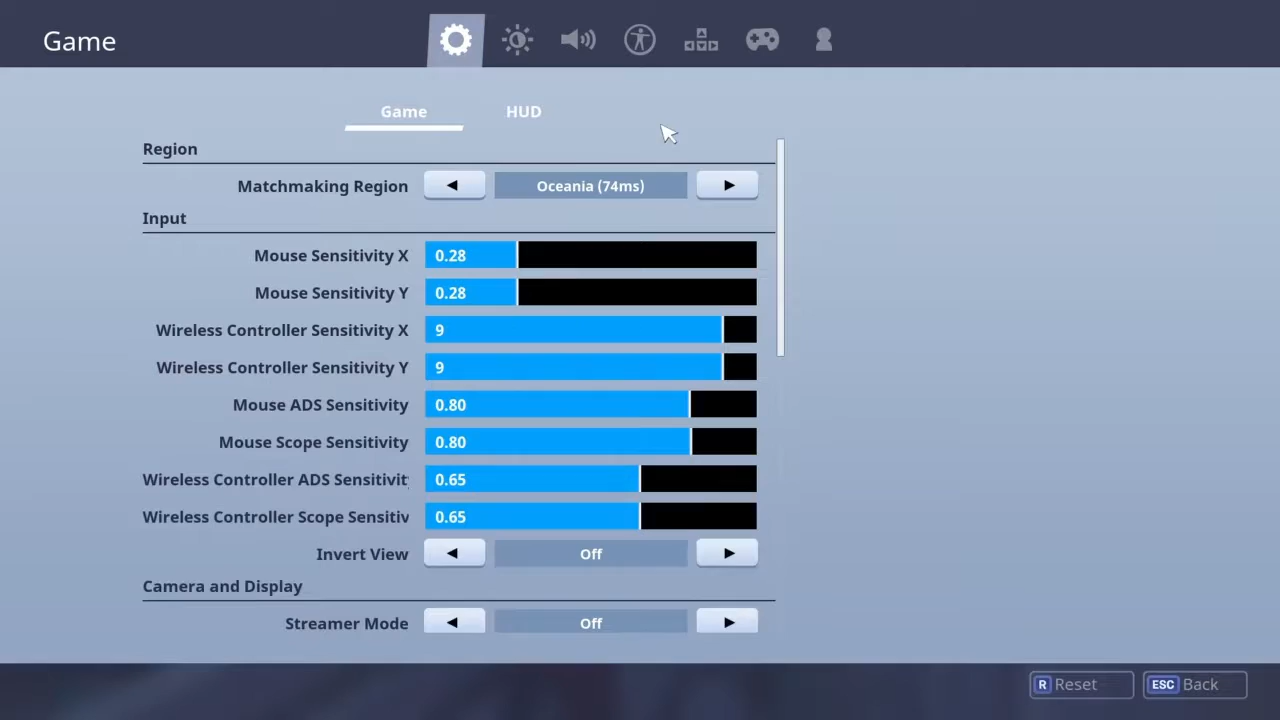 Game
Game HUD
Region
Matchmaking Region Oceania (74ms)
Input
Mouse Sensitivity X 0.28
Mouse Sensitivity Y 0.28
Wireless Controller Sensitivity X 9
Wireless Controller Sensitivity Y 9
Mouse ADS Sensitivity 0.80
Mouse Scope Sensitivity 0.80
Wireless Controller ADS Sensitivit 0.65
Wireless Controller Scope Sensitiv 0.65
Invert View Off
Camera and Display
Streamer Mode Off
R Reset ESC Back